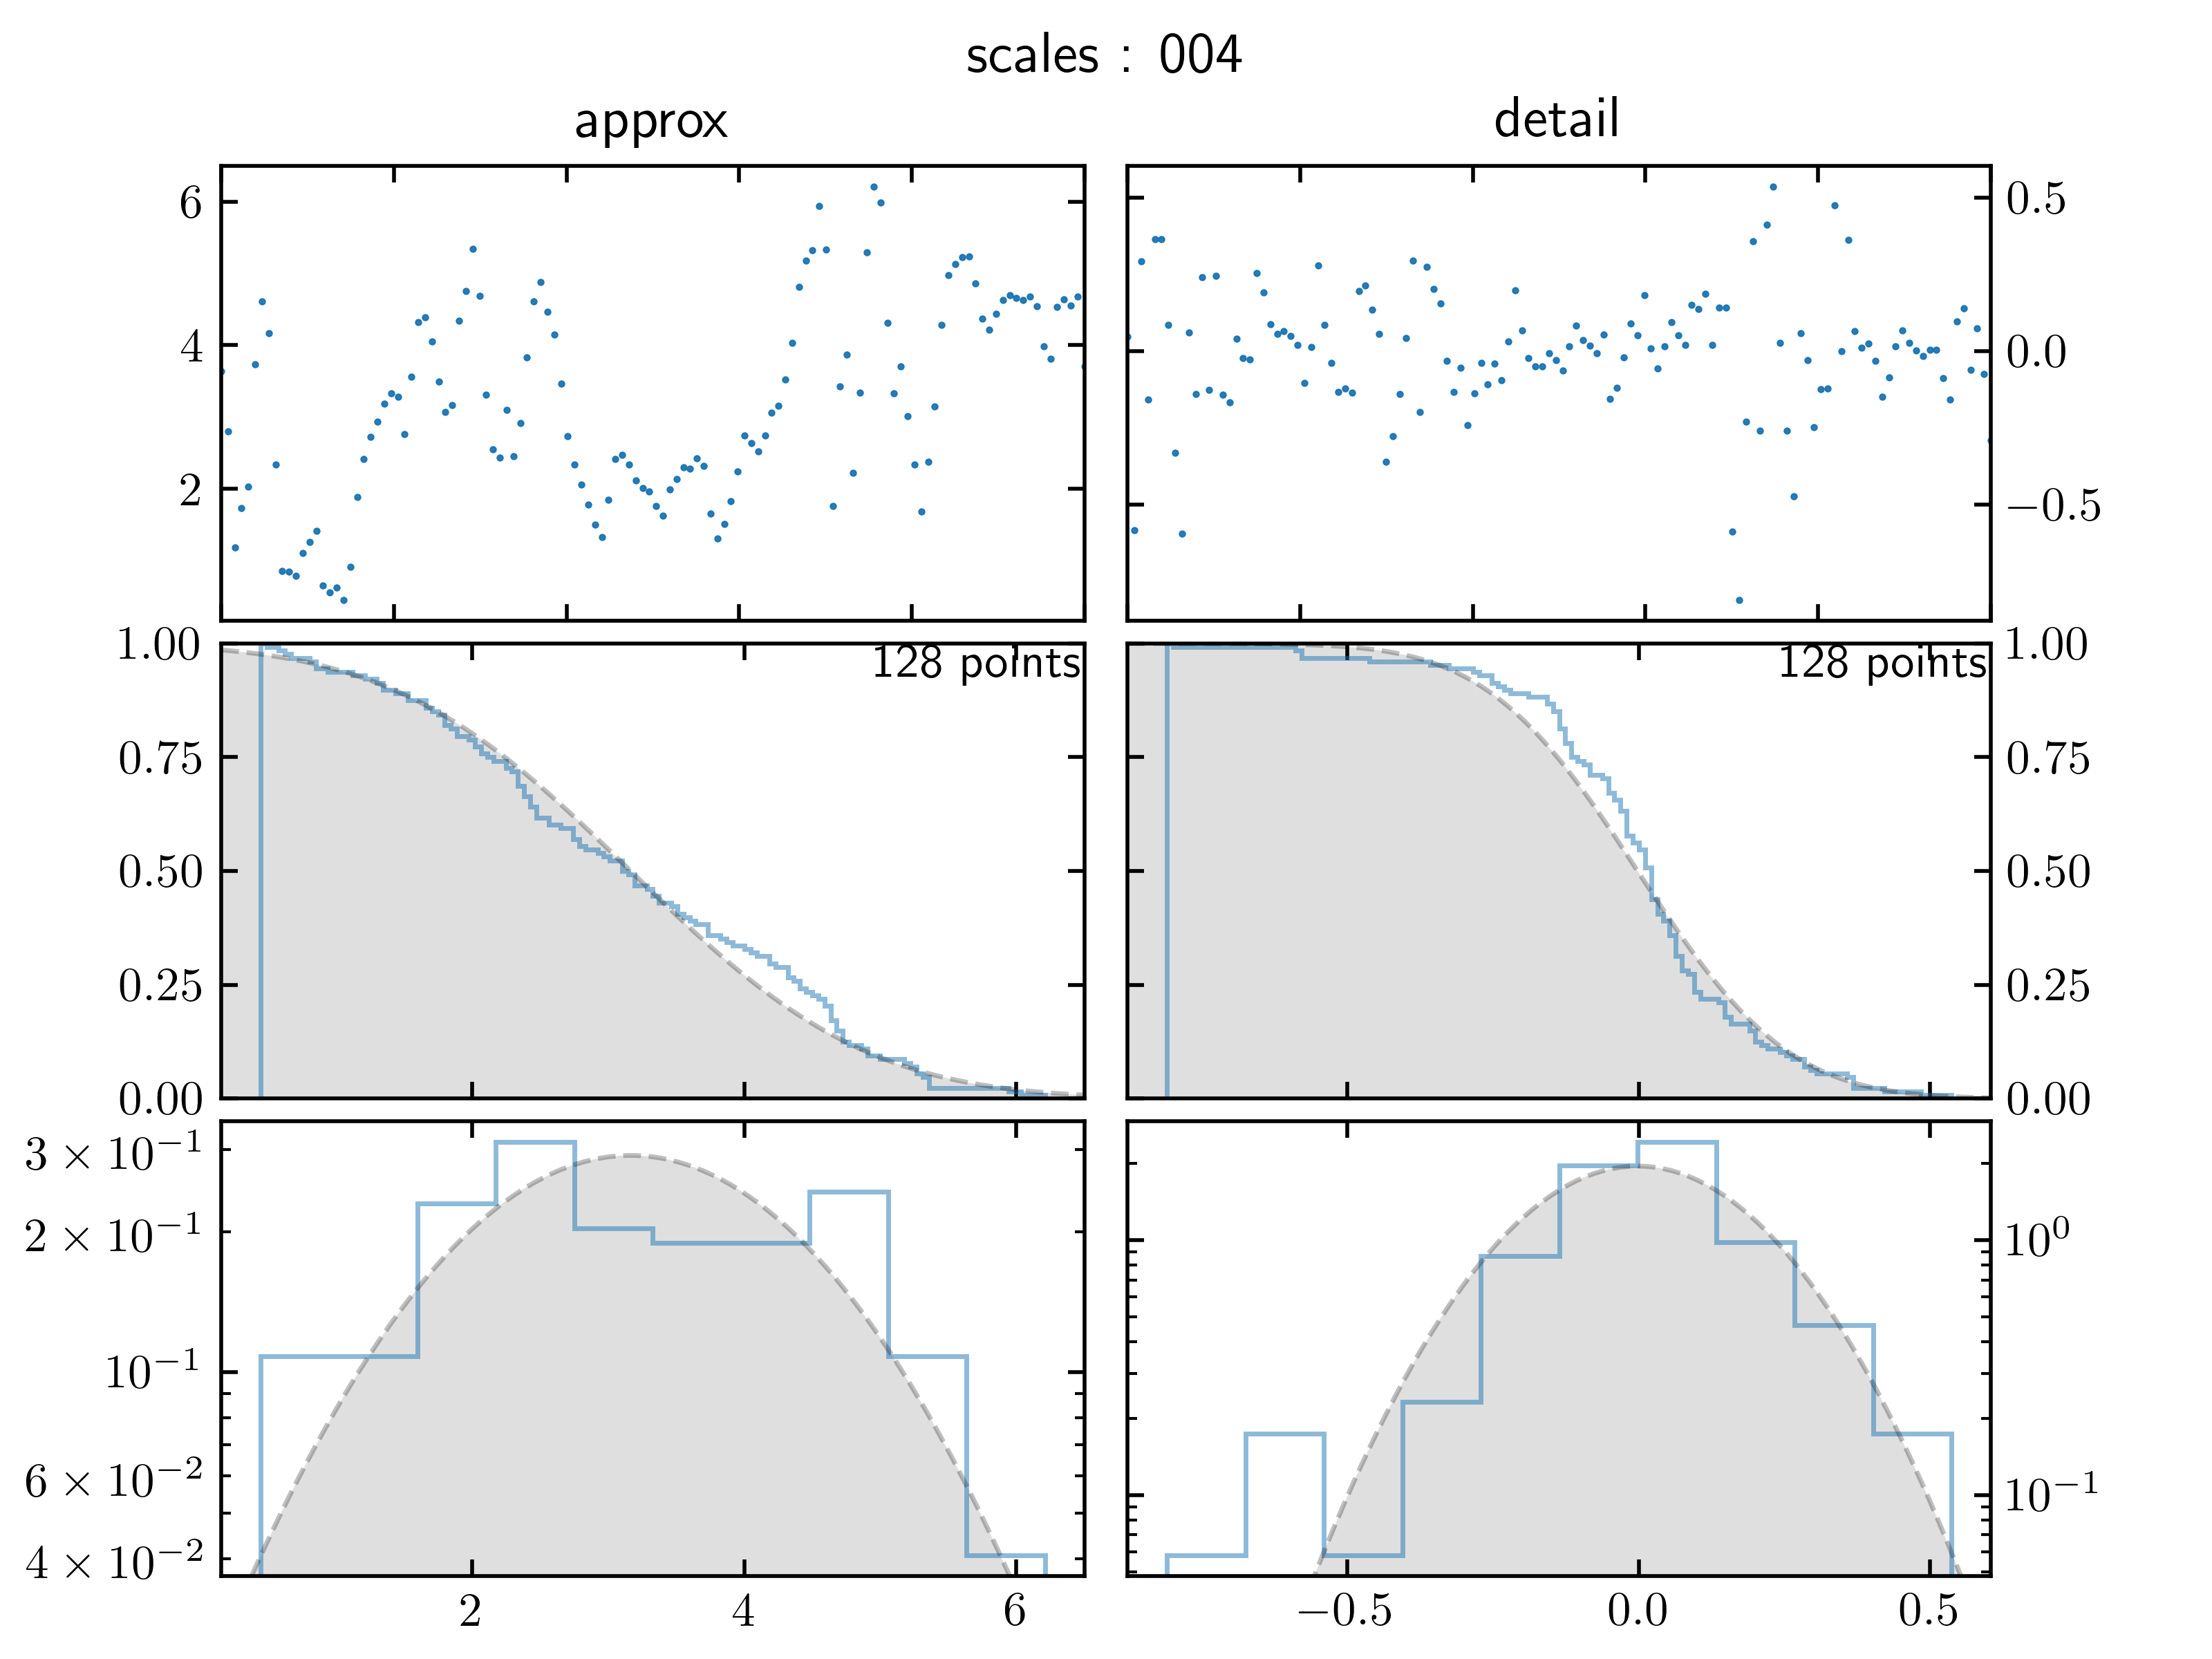 scales : 004
approx
detail
6
4
2
0.5
0.0
−0.5
1.00
0.75
0.50
0.25
0.00
128 points
128 points
1.00
0.75
0.50
0.25
0.00
3 × 10⁻¹
2 × 10⁻¹
10⁻¹
6 × 10⁻²
4 × 10⁻²
10⁰
10⁻¹
2 4 6
−0.5 0.0 0.5